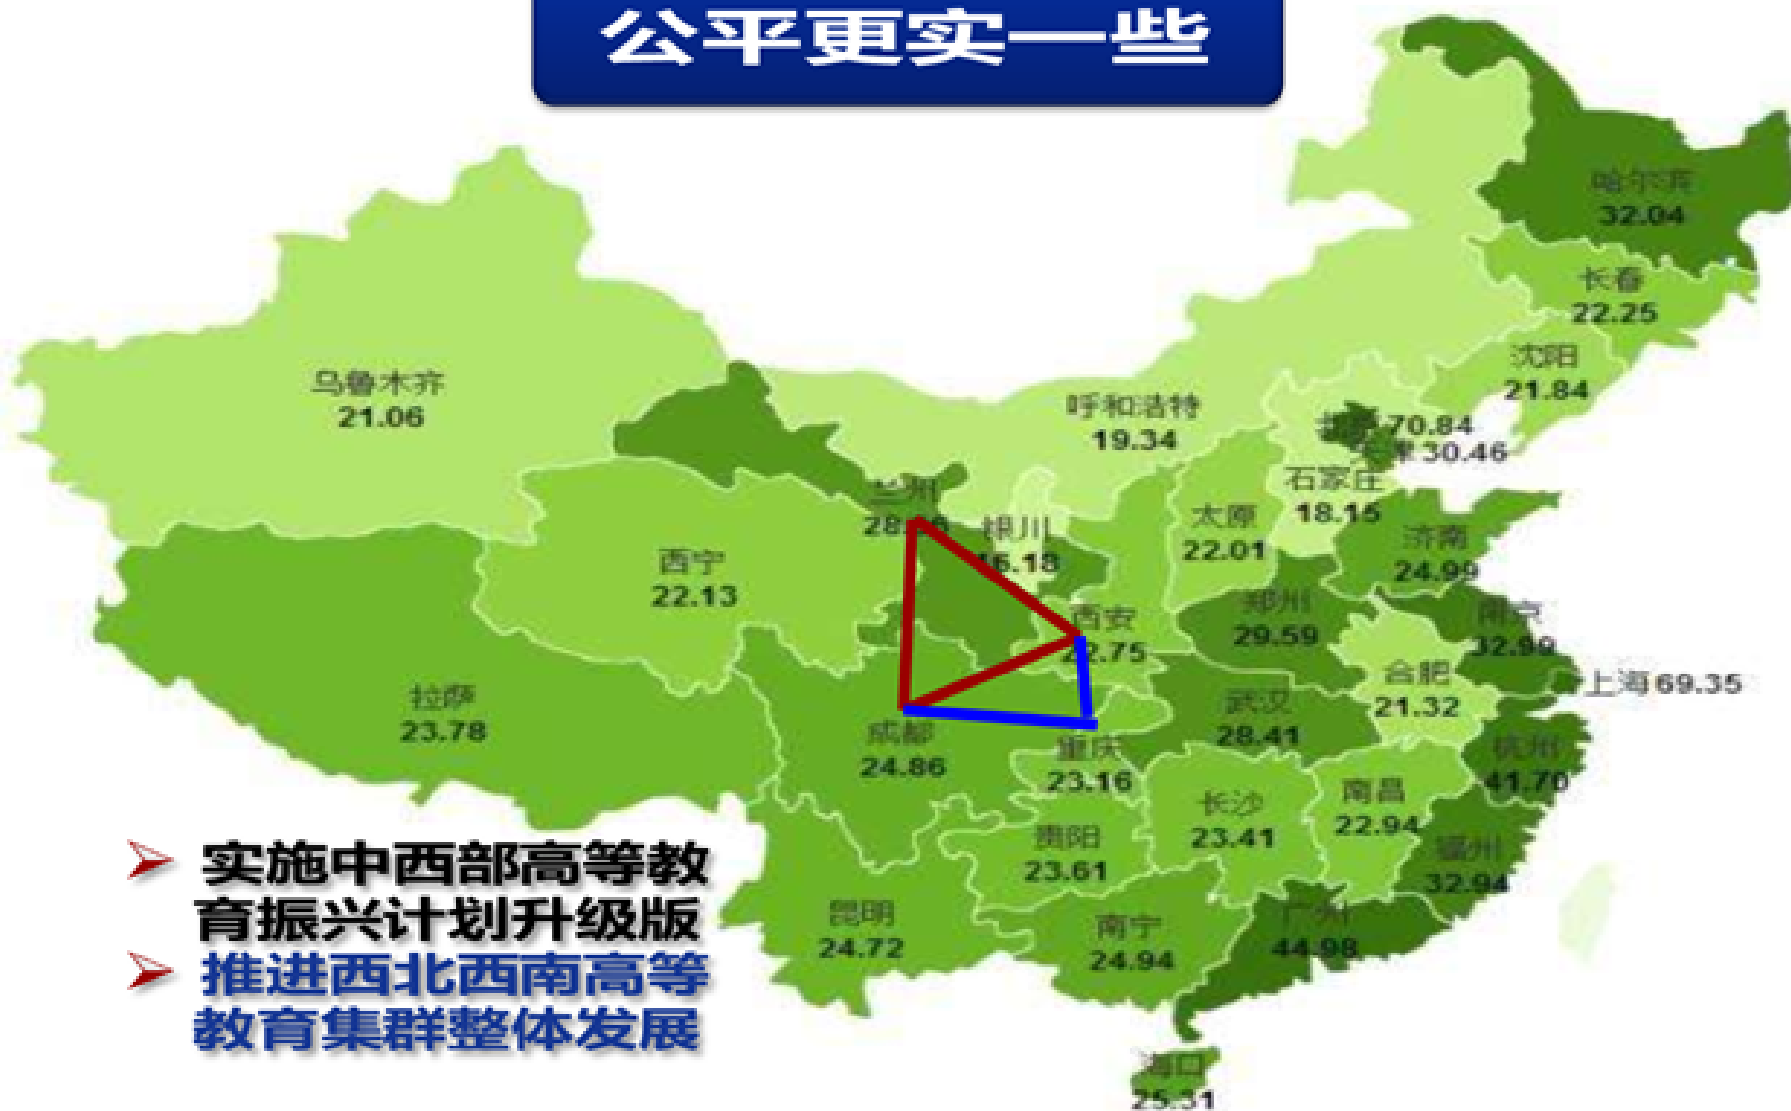 公平更实一些
哈尔滨
32.04
长春
22.25
沈阳
21.84
乌鲁木齐
21.06
呼和浩特
19.34
70.84
30.46
石家庄
18.15
兰州
银川
太原
22.01
济南
24.99
西宁
22.13
郑州
29.59
南京
32.99
西安
22.75
合肥
21.32
上海69.35
拉萨
23.78
武汉
28.41
成都
24.86
重庆
23.16
杭州
41.70
长沙
23.41
南昌
22.94
贵阳
23.61
福州
32.94
昆明
24.72
南宁
24.94
广州
44.98
海口
25.31
➢ 实施中西部高等教
育振兴计划升级版
➢ 推进西北西南高等
教育集群整体发展